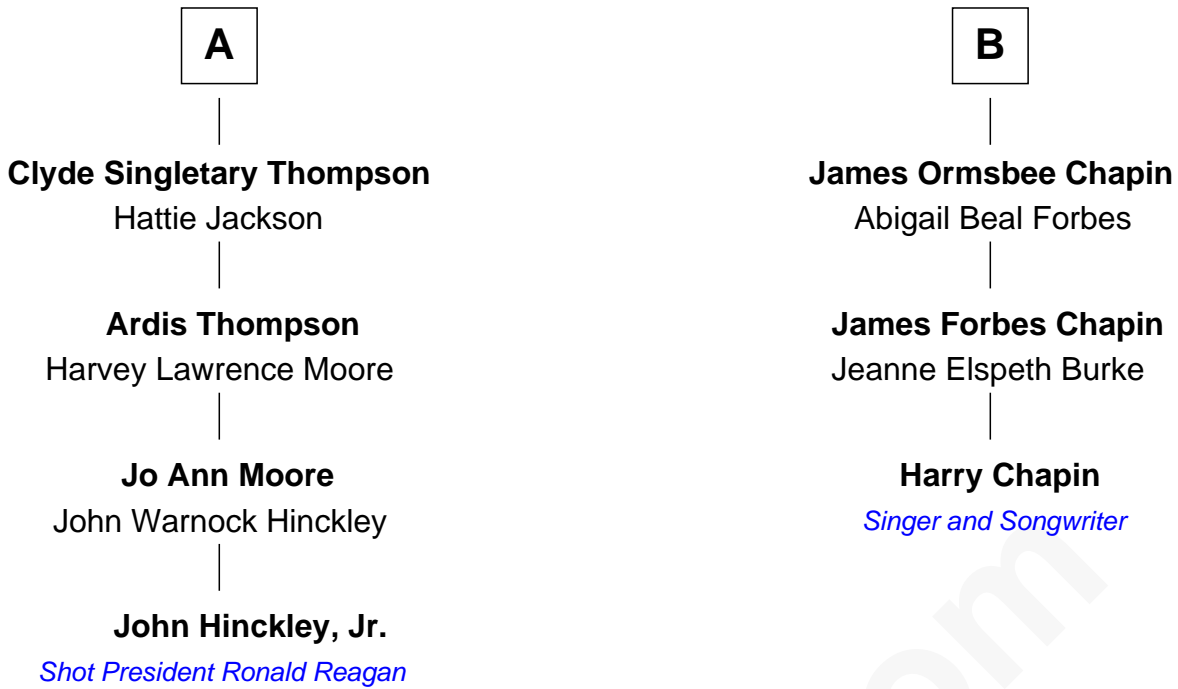 A
Clyde Singletary Thompson
Hattie Jackson
Ardis Thompson
Harvey Lawrence Moore
Jo Ann Moore
John Warnock Hinckley
John Hinckley, Jr.
Shot President Ronald Reagan
B
James Ormsbee Chapin
Abigail Beal Forbes
James Forbes Chapin
Jeanne Elspeth Burke
Harry Chapin
Singer and Songwriter
om